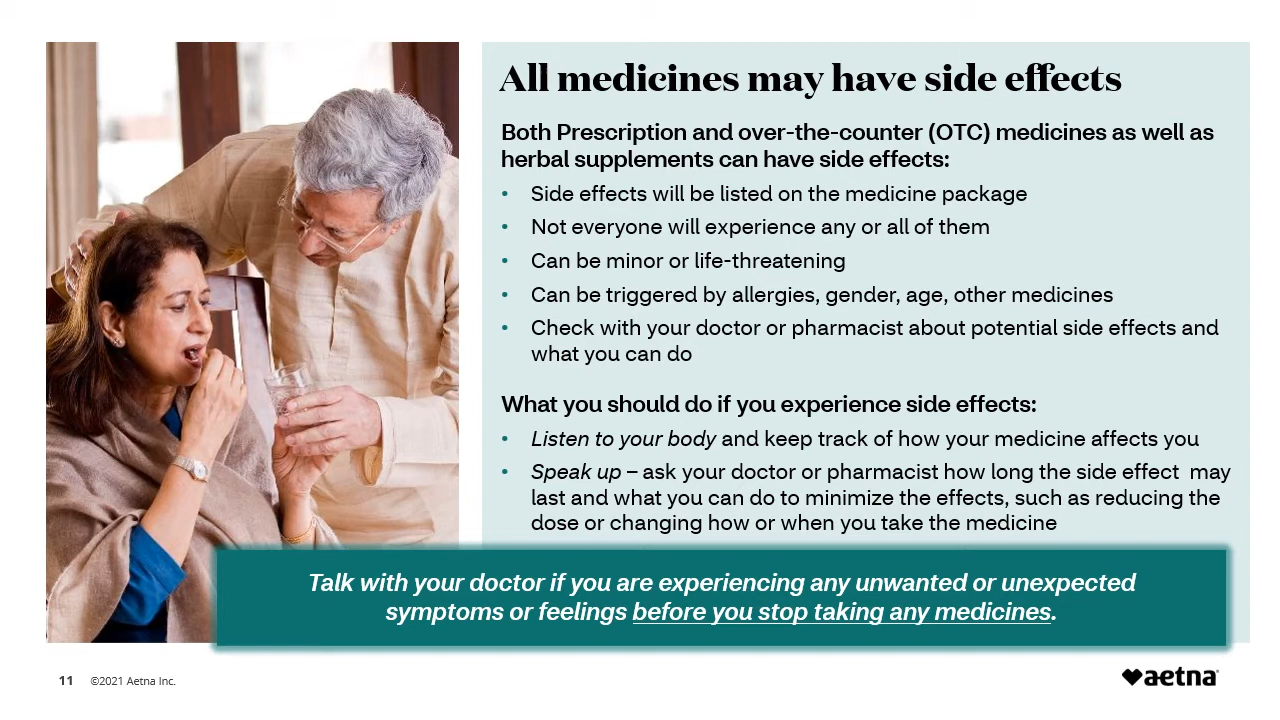 All medicines may have side effects
Both Prescription and over-the-counter (OTC) medicines as well as
herbal supplements can have side effects:
• Side effects will be listed on the medicine package
• Not everyone will experience any or all of them
• Can be minor or life-threatening
• Can be triggered by allergies, gender, age, other medicines
• Check with your doctor or pharmacist about potential side effects and
what you can do
What you should do if you experience side effects:
• Listen to your body and keep track of how your medicine affects you
• Speak up – ask your doctor or pharmacist how long the side effect  may
last and what you can do to minimize the effects, such as reducing the
dose or changing how or when you take the medicine
Talk with your doctor if you are experiencing any unwanted or unexpected
symptoms or feelings before you stop taking any medicines.
11 ©2021 Aetna Inc.
aetna®